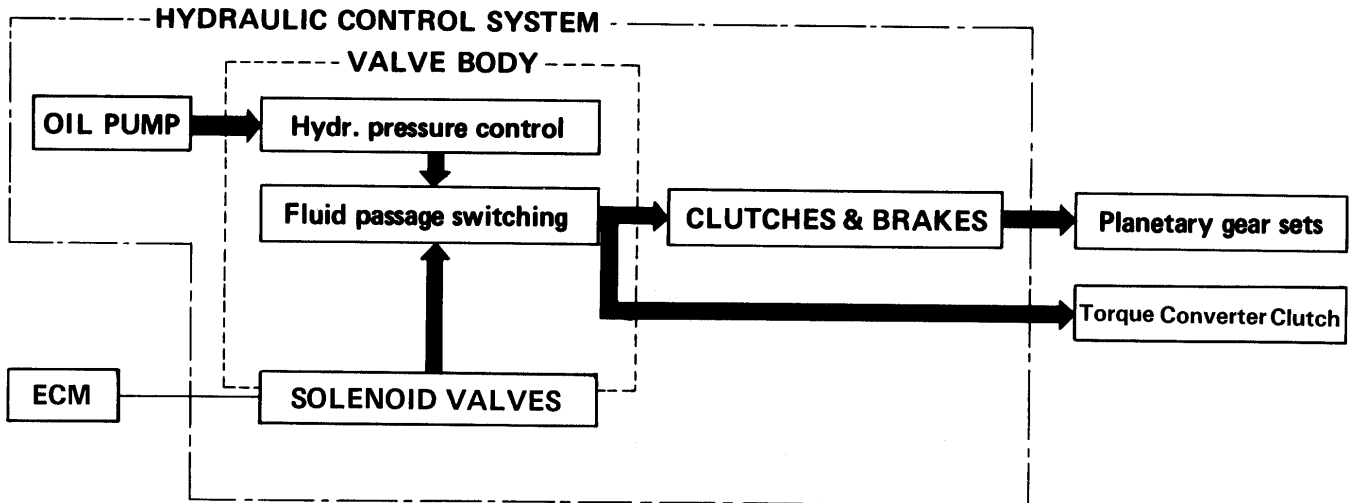 HYDRAULIC CONTROL SYSTEM
VALVE BODY
OIL PUMP
Hydr. pressure control
Fluid passage switching
CLUTCHES & BRAKES
Planetary gear sets
Torque Converter Clutch
ECM
SOLENOID VALVES